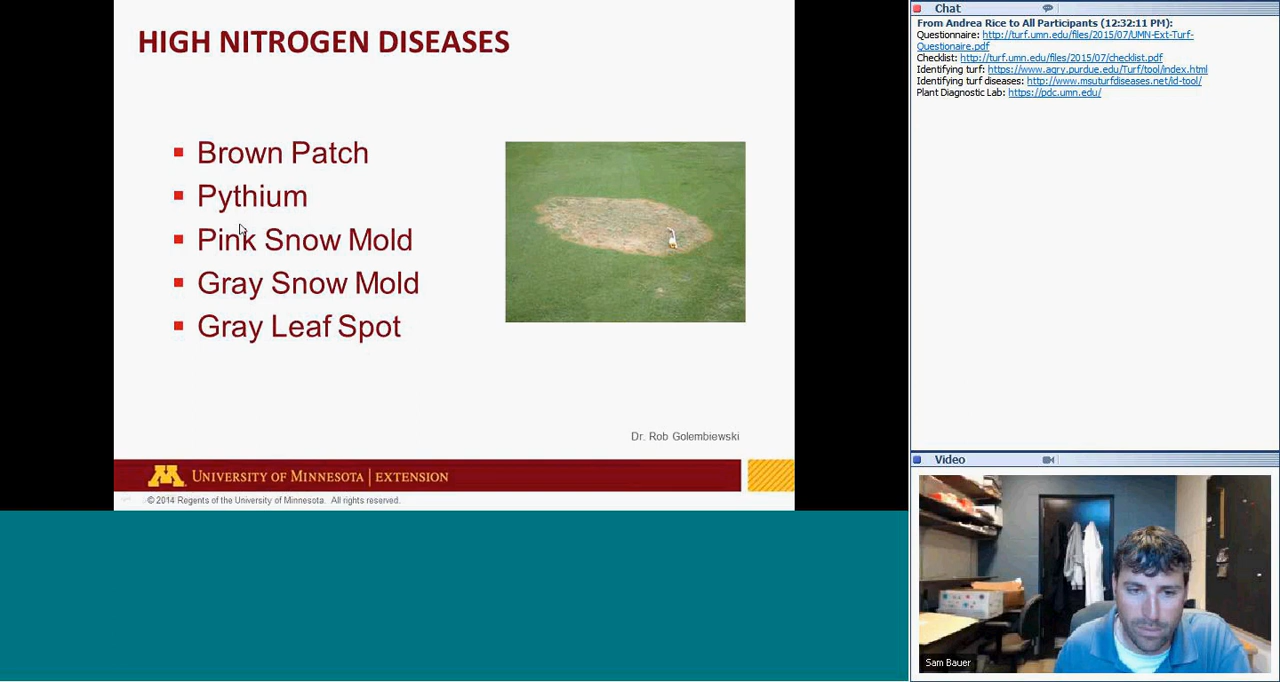 HIGH NITROGEN DISEASES
Brown Patch
Pythium
Pink Snow Mold
Gray Snow Mold
Gray Leaf Spot
Dr. Rob Golembiewski
M UNIVERSITY OF MINNESOTA | EXTENSION
© 2014 Regents of the University of Minnesota. All rights reserved.
Chat
From Andrea Rice to All Participants (12:32:11 PM):
Questionnaire: http://turf.umn.edu/files/2015/07/UMN-Ext-Turf-
Questionaire.pdf
Checklist: http://turf.umn.edu/files/2015/07/checklist.pdf
Identifying turf: https://www.agry.purdue.edu/Turf/tool/index.html
Identifying turf diseases: http://www.msuturfdiseases.net/id-tool/
Plant Diagnostic Lab: https://pdc.umn.edu/
Video
Sam Bauer